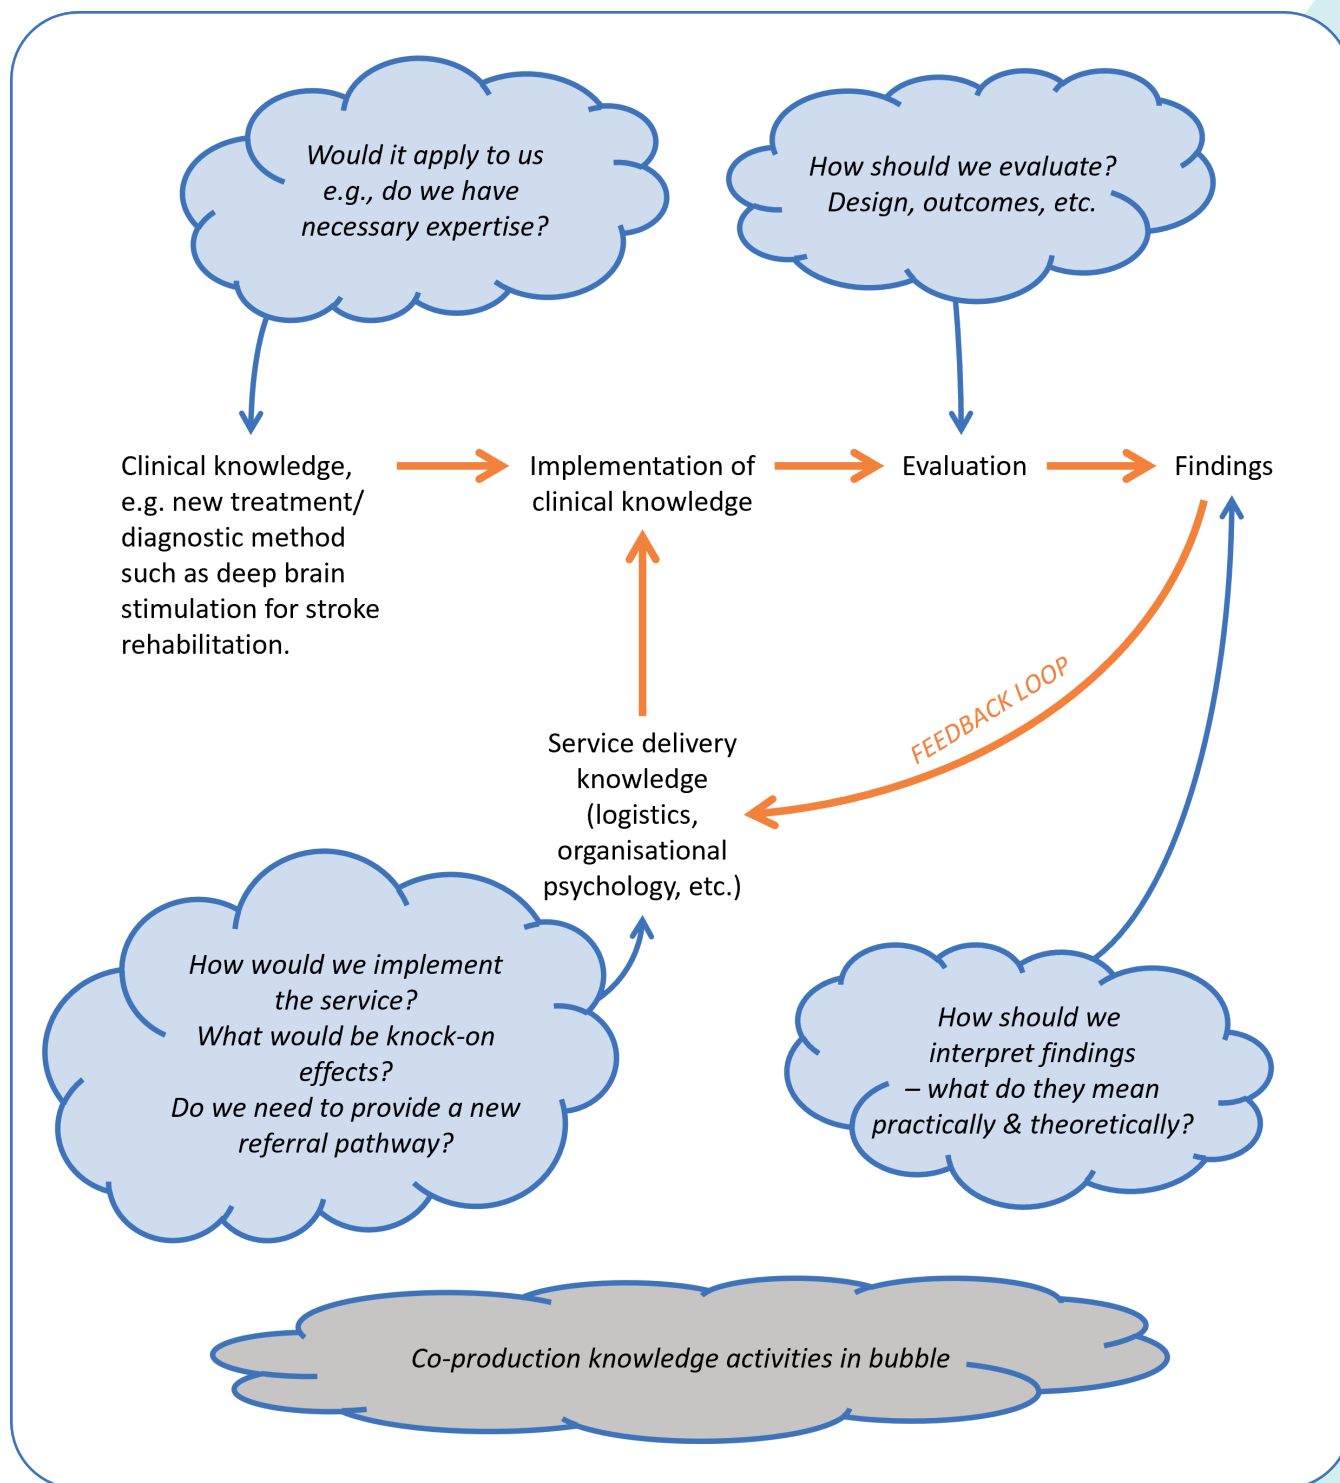 Would it apply to us
e.g., do we have
necessary expertise?
How should we evaluate?
Design, outcomes, etc.
Clinical knowledge,
e.g. new treatment/
diagnostic method
such as deep brain
stimulation for stroke
rehabilitation.
Implementation of
clinical knowledge
Evaluation
Findings
FEEDBACK LOOP
Service delivery
knowledge
(logistics,
organisational
psychology, etc.)
How would we implement
the service?
What would be knock-on
effects?
Do we need to provide a new
referral pathway?
How should we
interpret findings
– what do they mean
practically & theoretically?
Co-production knowledge activities in bubble